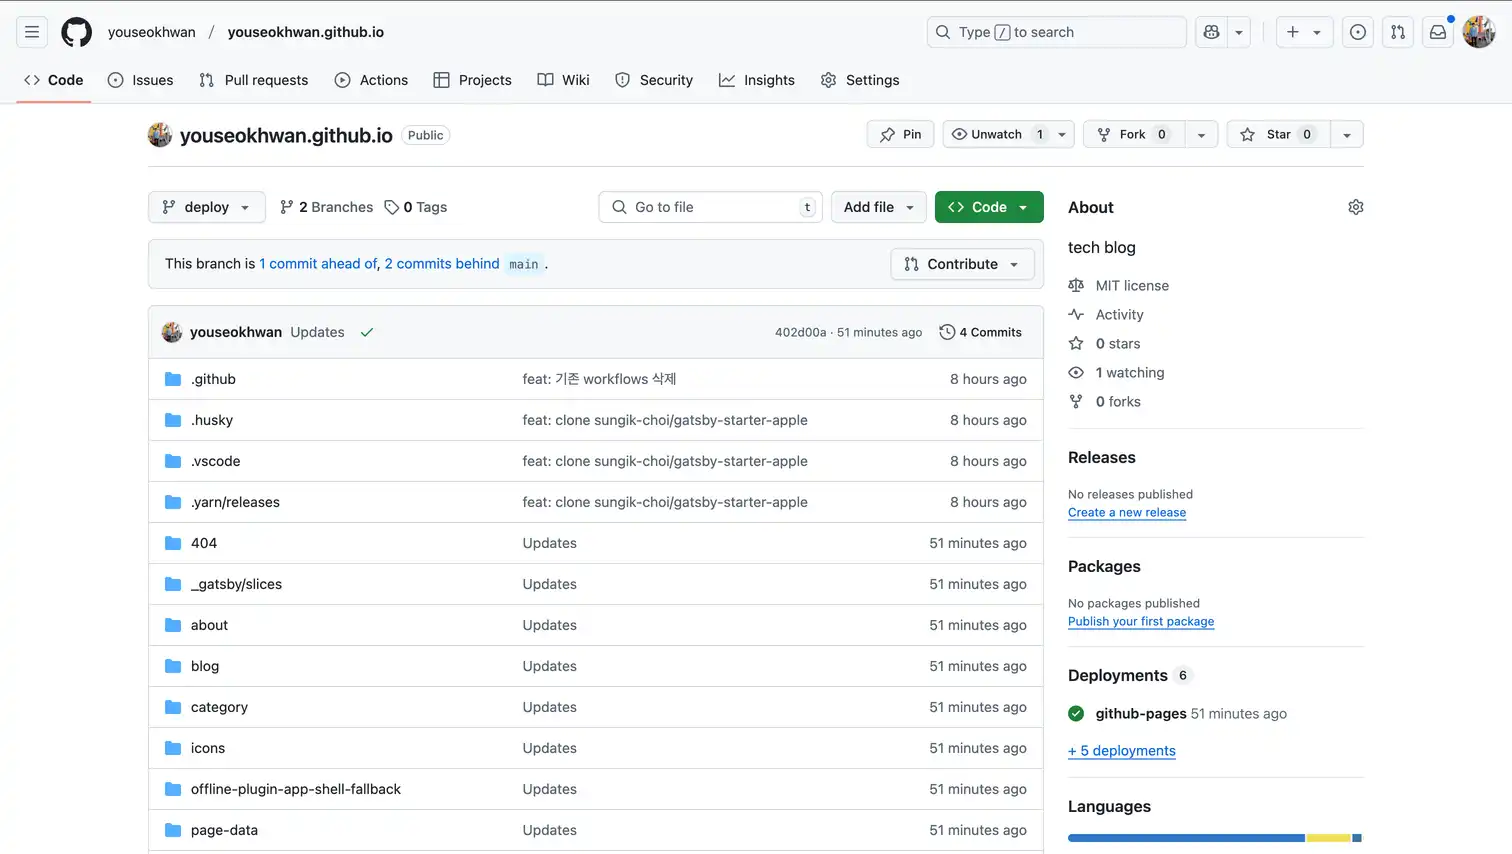 youseokhwan / youseokhwan.github.io
Type / to search
Code
Issues
Pull requests
Actions
Projects
Wiki
Security
Insights
Settings
youseokhwan.github.io Public
Pin
Unwatch 1
Fork 0
Star 0
deploy
2 Branches
0 Tags
Go to file t
Add file
Code
This branch is 1 commit ahead of, 2 commits behind main .
Contribute
youseokhwan Updates 402d00a · 51 minutes ago 4 Commits
.github feat: 기존 workflows 삭제 8 hours ago
.husky feat: clone sungik-choi/gatsby-starter-apple 8 hours ago
.vscode feat: clone sungik-choi/gatsby-starter-apple 8 hours ago
.yarn/releases feat: clone sungik-choi/gatsby-starter-apple 8 hours ago
404 Updates 51 minutes ago
_gatsby/slices Updates 51 minutes ago
about Updates 51 minutes ago
blog Updates 51 minutes ago
category Updates 51 minutes ago
icons Updates 51 minutes ago
offline-plugin-app-shell-fallback Updates 51 minutes ago
page-data Updates 51 minutes ago
About
tech blog
MIT license
Activity
0 stars
1 watching
0 forks
Releases
No releases published
Create a new release
Packages
No packages published
Publish your first package
Deployments 6
github-pages 51 minutes ago
+ 5 deployments
Languages